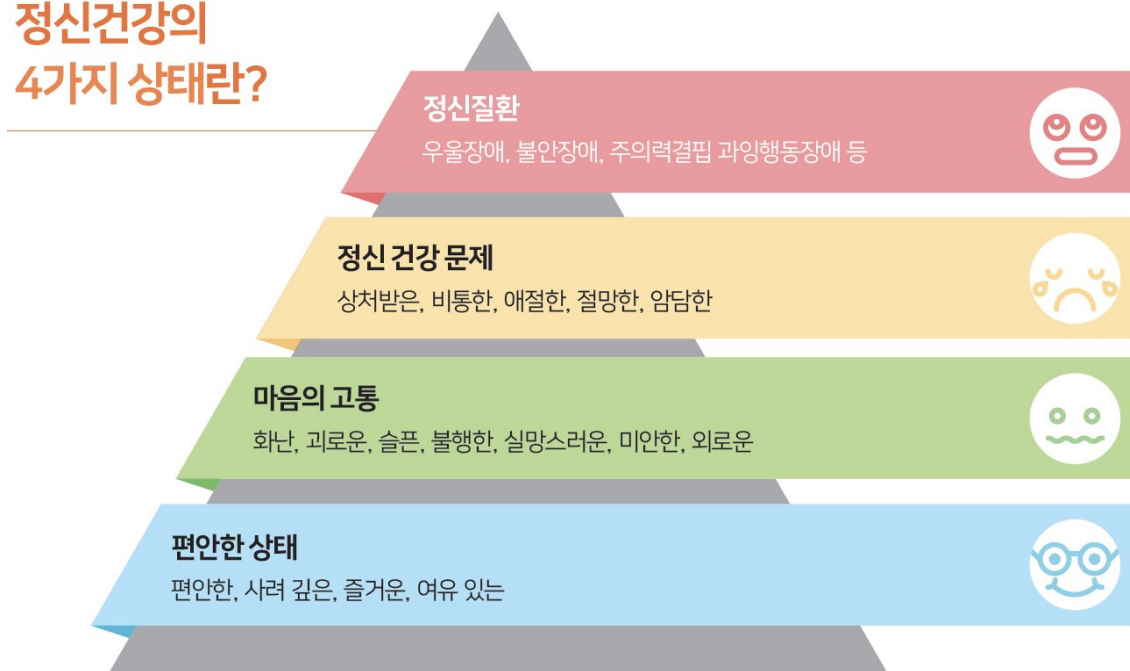 정신건강의
4가지 상태란?
정신질환
우울장애, 불안장애, 주의력결핍 과잉행동장애 등
정신 건강 문제
상처받은, 비통한, 애절한, 절망한, 암담한
마음의 고통
화난, 괴로운, 슬픈, 불행한, 실망스러운, 미안한, 외로운
편안한 상태
편안한, 사려 깊은, 즐거운, 여유 있는